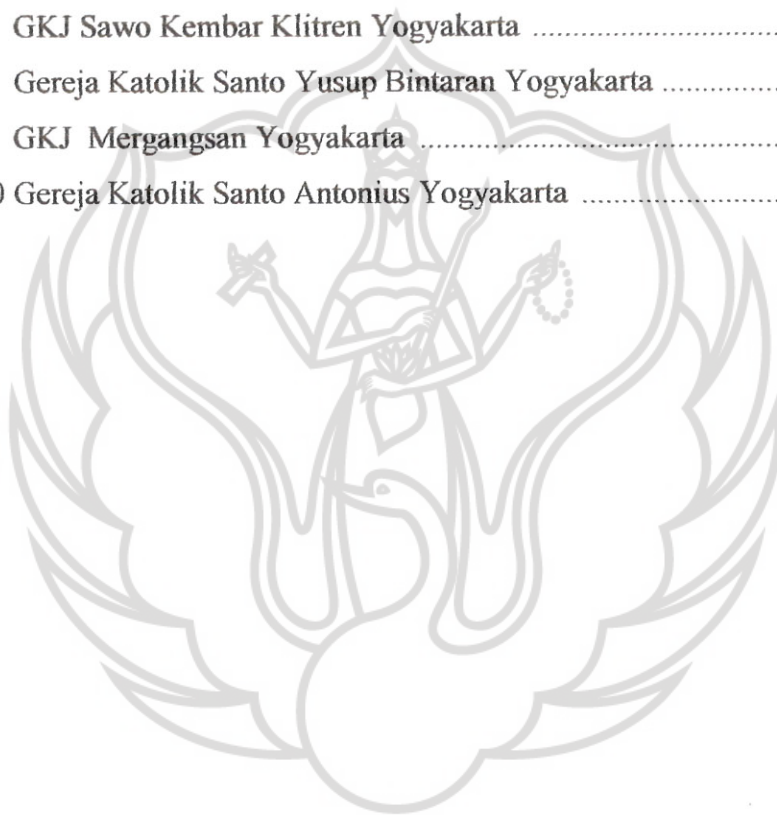 GKJ Sawo Kembar Klitren Yogyakarta ............................
Gereja Katolik Santo Yusup Bintaran Yogyakarta ...............
GKJ Mergangsan Yogyakarta ..........................................
Gereja Katolik Santo Antonius Yogyakarta .......................